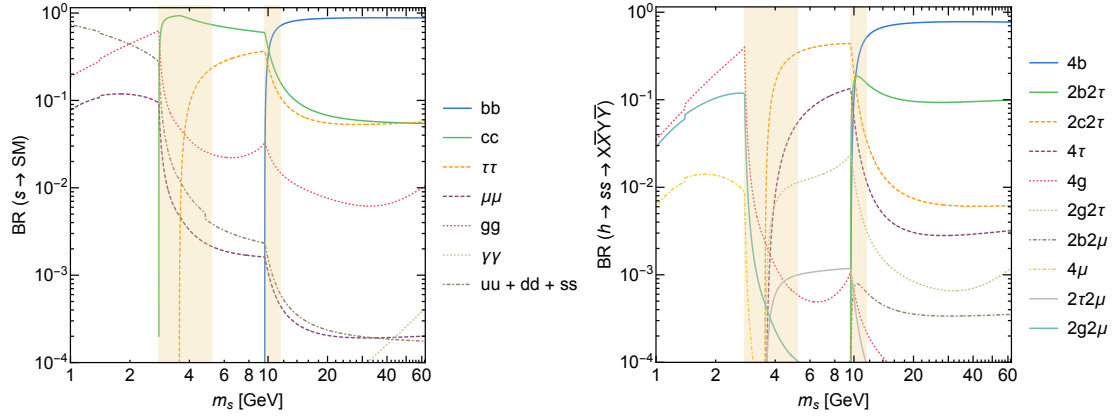 BR (s → SM)
10⁰
10⁻¹
10⁻²
10⁻³
10⁻⁴
1 2 4 6 8 10 20 40 60
mₛ [GeV]
bb
cc
ττ
μμ
gg
γγ
uu + dd + ss
BR (h → ss → XX̅YY̅)
10⁰
10⁻¹
10⁻²
10⁻³
10⁻⁴
1 2 4 6 8 10 20 40 60
mₛ [GeV]
4b
2b2τ
2c2τ
4τ
4g
2g2τ
2b2μ
4μ
2τ2μ
2g2μ